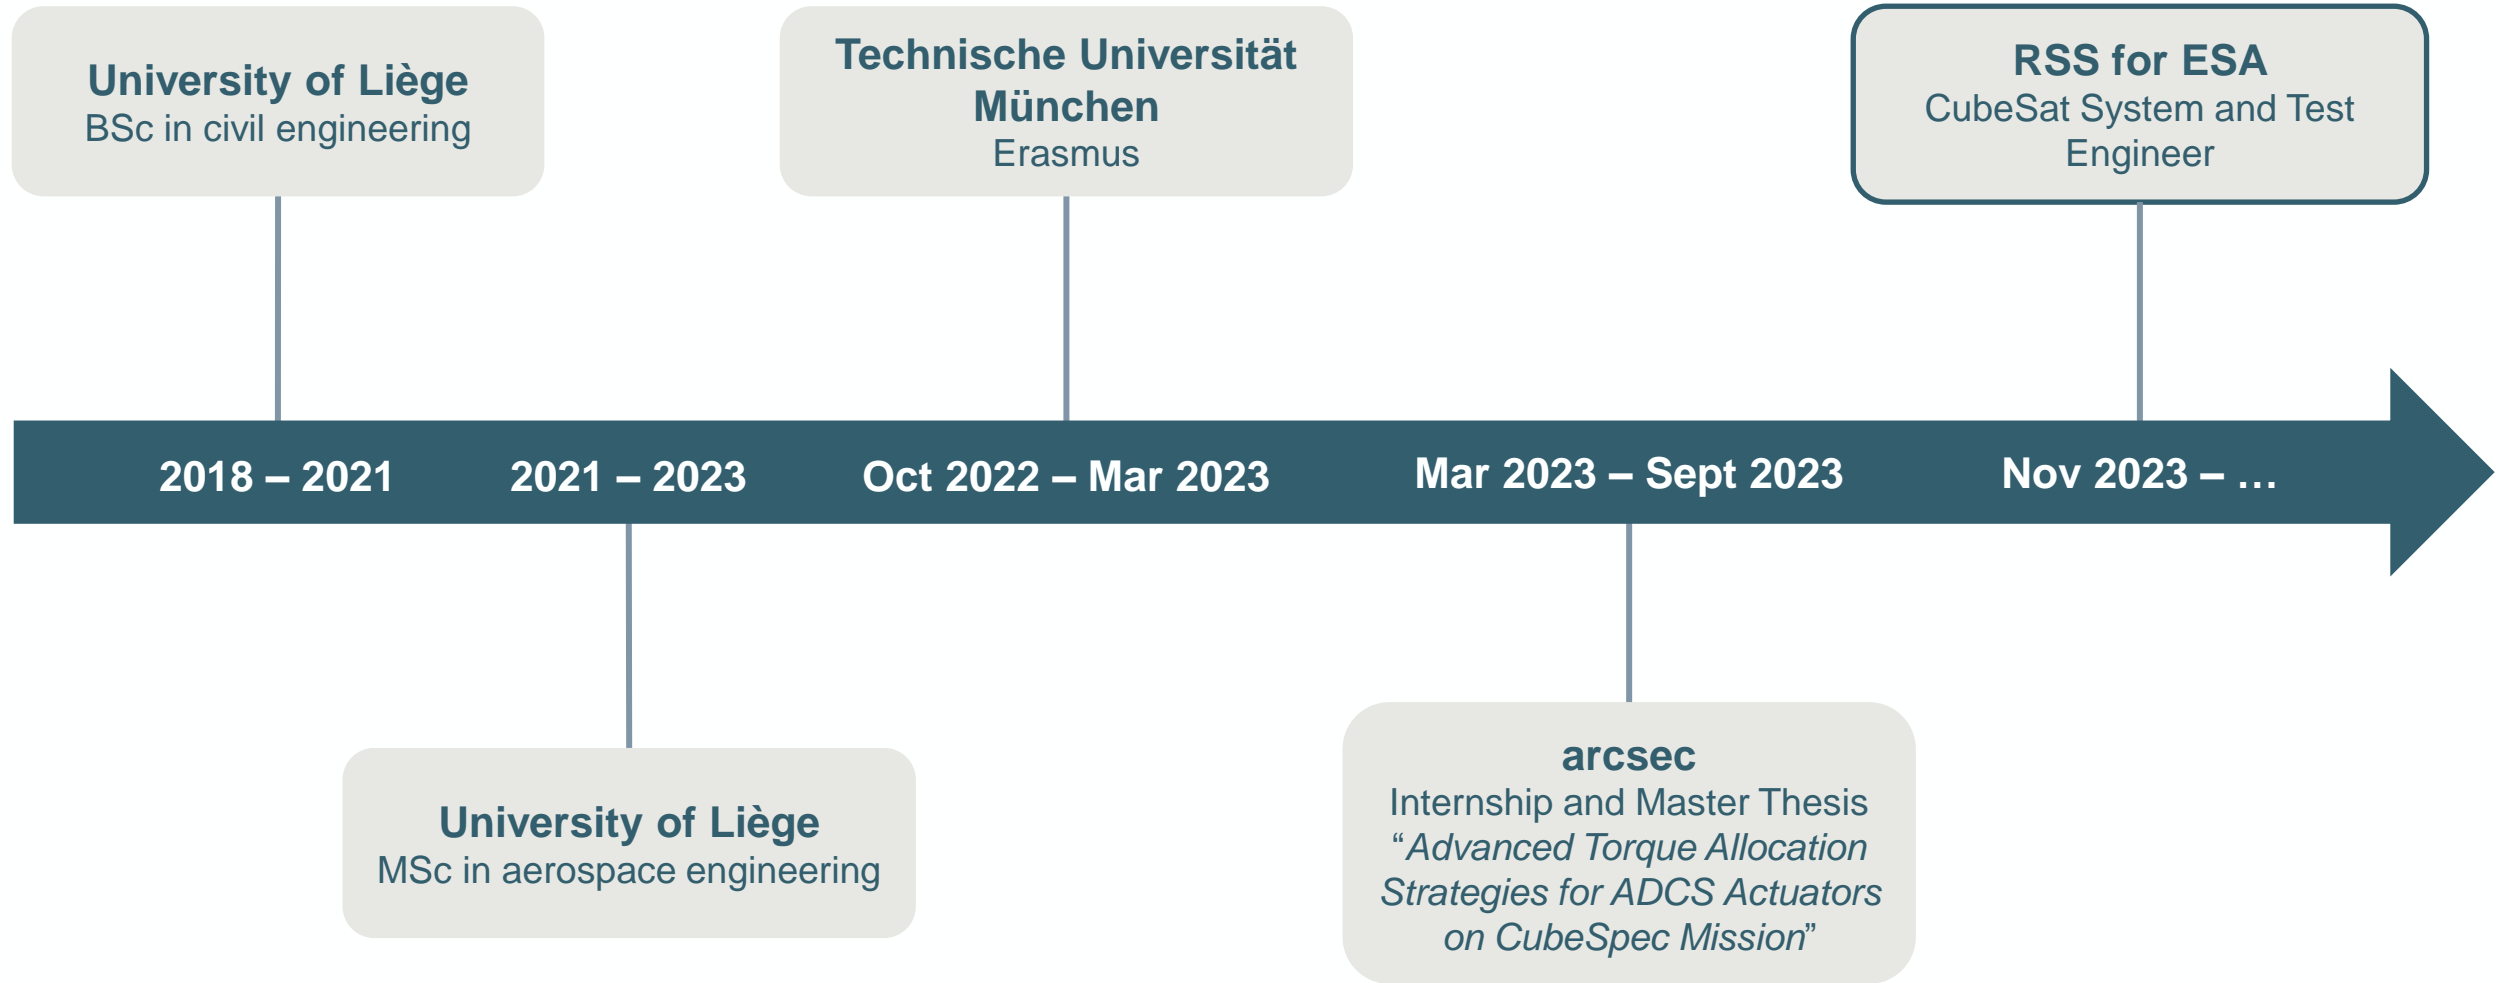 University of Liège
BSc in civil engineering
Technische Universität
München
Erasmus
RSS for ESA
CubeSat System and Test
Engineer
2018 – 2021
2021 – 2023
Oct 2022 – Mar 2023
Mar 2023 – Sept 2023
Nov 2023 – …
University of Liège
MSc in aerospace engineering
arcsec
Internship and Master Thesis
“Advanced Torque Allocation
Strategies for ADCS Actuators
on CubeSpec Mission”